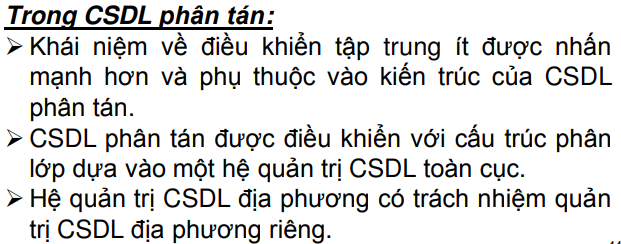 Trong CSDL phân tán:
➢ Khái niệm về điều khiển tập trung ít được nhấn
mạnh hơn và phụ thuộc vào kiến trúc của CSDL
phân tán.
➢ CSDL phân tán được điều khiển với cấu trúc phân
lớp dựa vào một hệ quản trị CSDL toàn cục.
➢ Hệ quản trị CSDL địa phương có trách nhiệm quản
trị CSDL địa phương riêng.